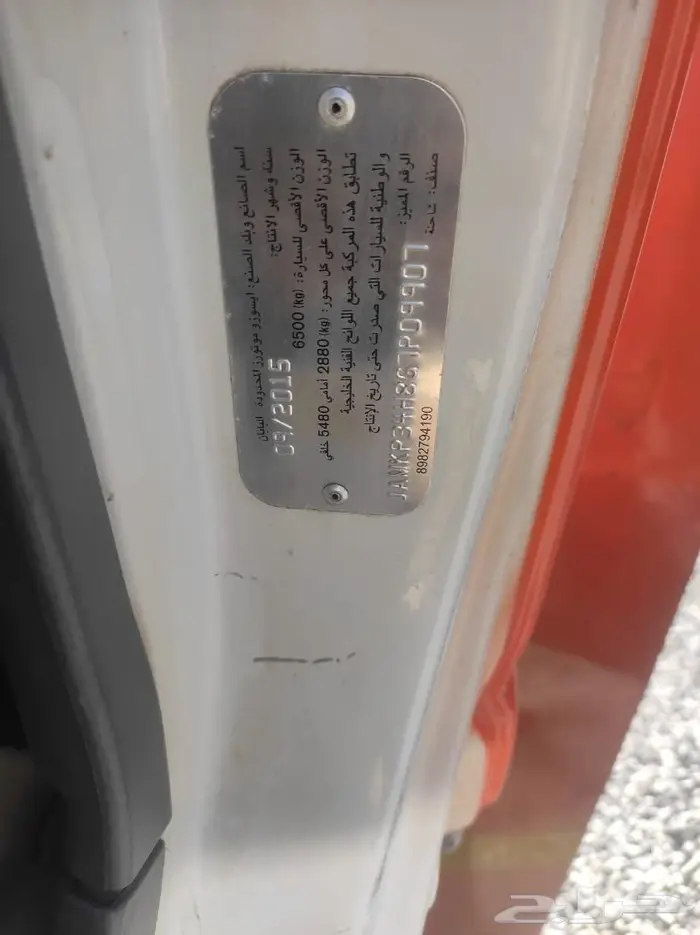 اسم الصانع وبلد الصنع: ايسوزو موتورز المحدودة اليابان
سنة وشهر الإنتاج: 09/2015
الوزن الأقصى للسيارة: (kg) 6500
الوزن الأقصى على كل محور: (kg) 2880 أمامي 5480 خلفي
تطابق هذه المركبة جميع اللوائح الفنية الخليجية
والوطنية للسيارات التي صدرت حتى تاريخ الإنتاج
الرقم المميز: JAMKP34H8G7P09907
صنف: شاحنة
8982794190
حراج